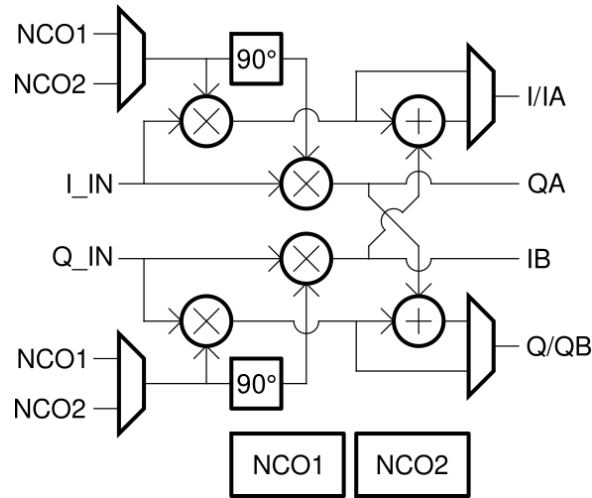 NCO1
90°
NCO2
I/IA
I_IN
QA
Q_IN
IB
NCO1
Q/QB
90°
NCO2
NCO1
NCO2